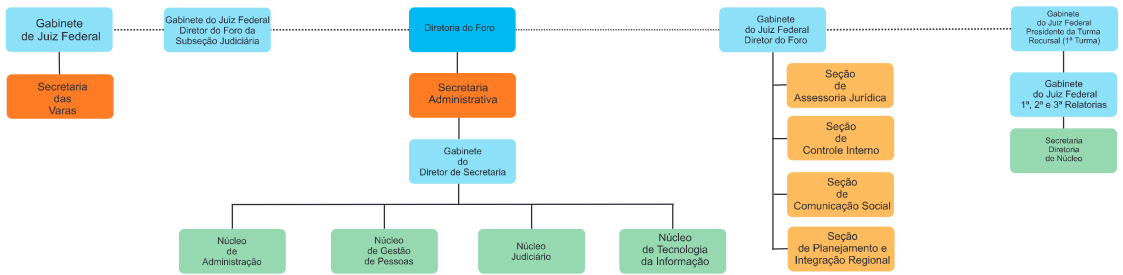 Gabinete
de Juiz Federal
Gabinete do Juiz Federal
Diretor do Foro da
Subseção Judiciária
Diretoria do Foro
Gabinete
do Juiz Federal
Diretor do Foro
Gabinete
do Juiz Federal
Presidente da Turma
Recursal (1ª Turma)
Secretaria
das
Varas
Secretaria
Administrativa
Seção
de
Assessoria Jurídica
Gabinete
do Juiz Federal
1ª, 2ª e 3ª Relatorias
Seção
de
Controle Interno
Secretaria
Diretoria
de Núcleo
Gabinete
do
Diretor de Secretaria
Seção
de
Comunicação Social
Núcleo
de
Administração
Núcleo
de Gestão
de Pessoas
Núcleo
Judiciário
Núcleo
de Tecnologia
da Informação
Seção
de Planejamento e
Integração Regional